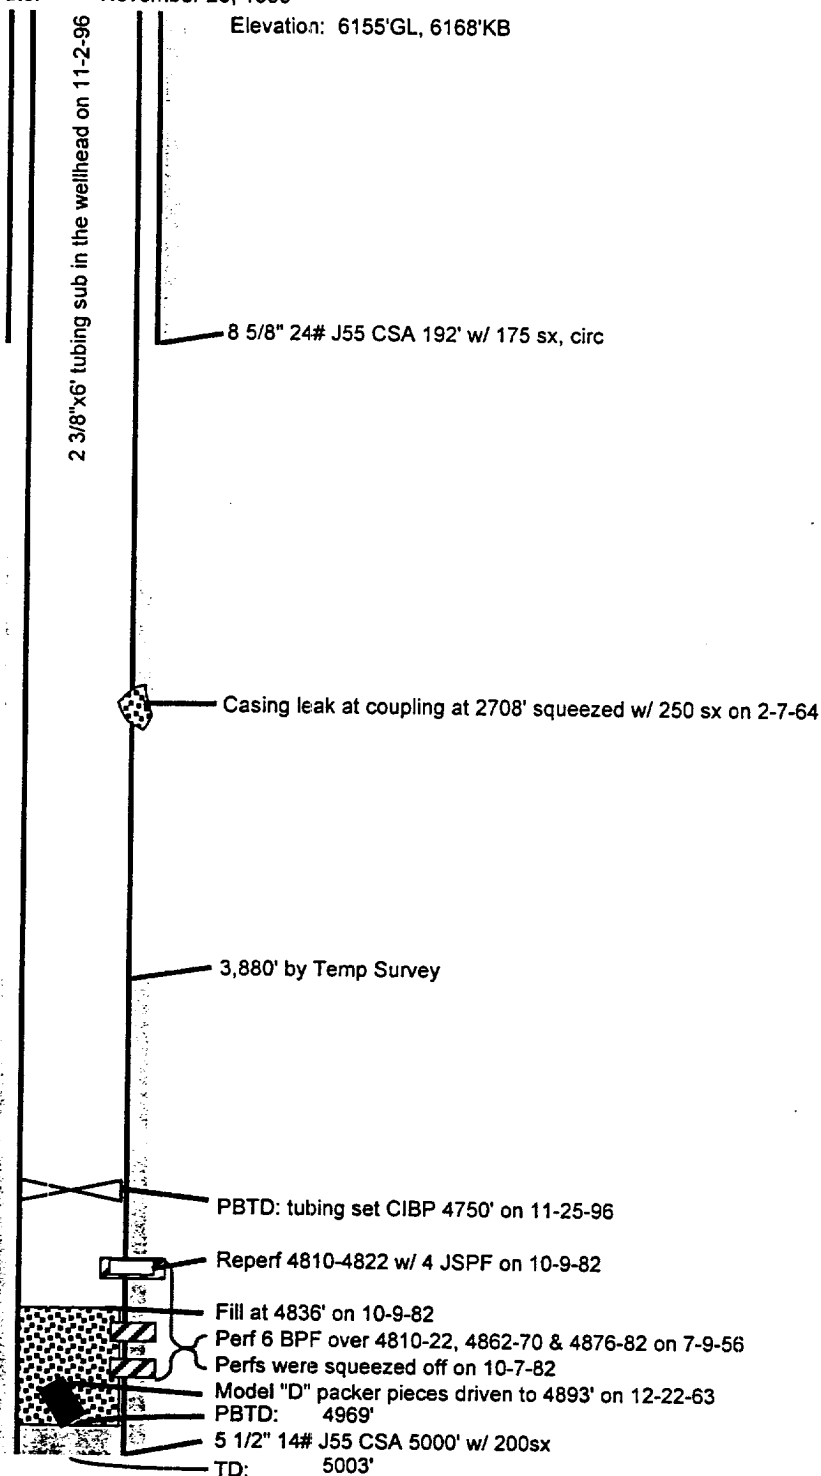 Elevation: 6155'GL, 6168'KB
2 3/8"x6' tubing sub in the wellhead on 11-2-96
8 5/8" 24# J55 CSA 192' w/ 175 sx, circ
Casing leak at coupling at 2708' squeezed w/ 250 sx on 2-7-64
3,880' by Temp Survey
PBTD: tubing set CIBP 4750' on 11-25-96
Reperf 4810-4822 w/ 4 JSPF on 10-9-82
Fill at 4836' on 10-9-82
Perf 6 BPF over 4810-22, 4862-70 & 4876-82 on 7-9-56
Perfs were squeezed off on 10-7-82
Model "D" packer pieces driven to 4893' on 12-22-63
PBTD: 4969'
5 1/2" 14# J55 CSA 5000' w/ 200sx
TD: 5003'